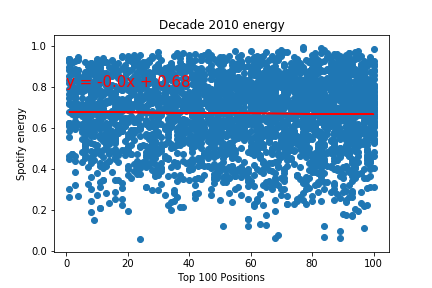 Decade 2010 energy
1.0
0.8
0.6
0.4
0.2
0.0
Spotify energy
y = -0.0x + 0.68
0 20 40 60 80 100
Top 100 Positions